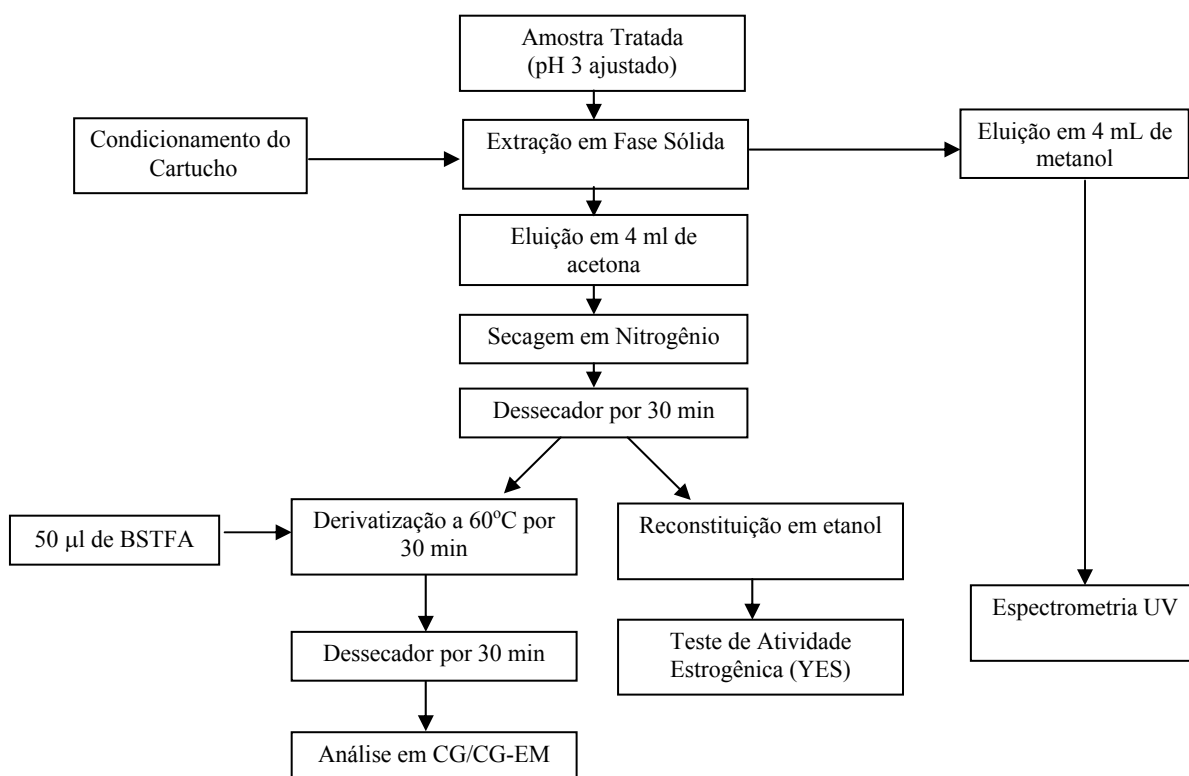 Amostra Tratada
(pH 3 ajustado)
Condicionamento do
Cartucho
Extração em Fase Sólida
Eluição em 4 mL de
metanol
Eluição em 4 ml de
acetona
Secagem em Nitrogênio
Dessecador por 30 min
50 µl de BSTFA
Derivatização a 60ºC por
30 min
Reconstituição em etanol
Espectrometria UV
Dessecador por 30 min
Teste de Atividade
Estrogênica (YES)
Análise em CG/CG-EM